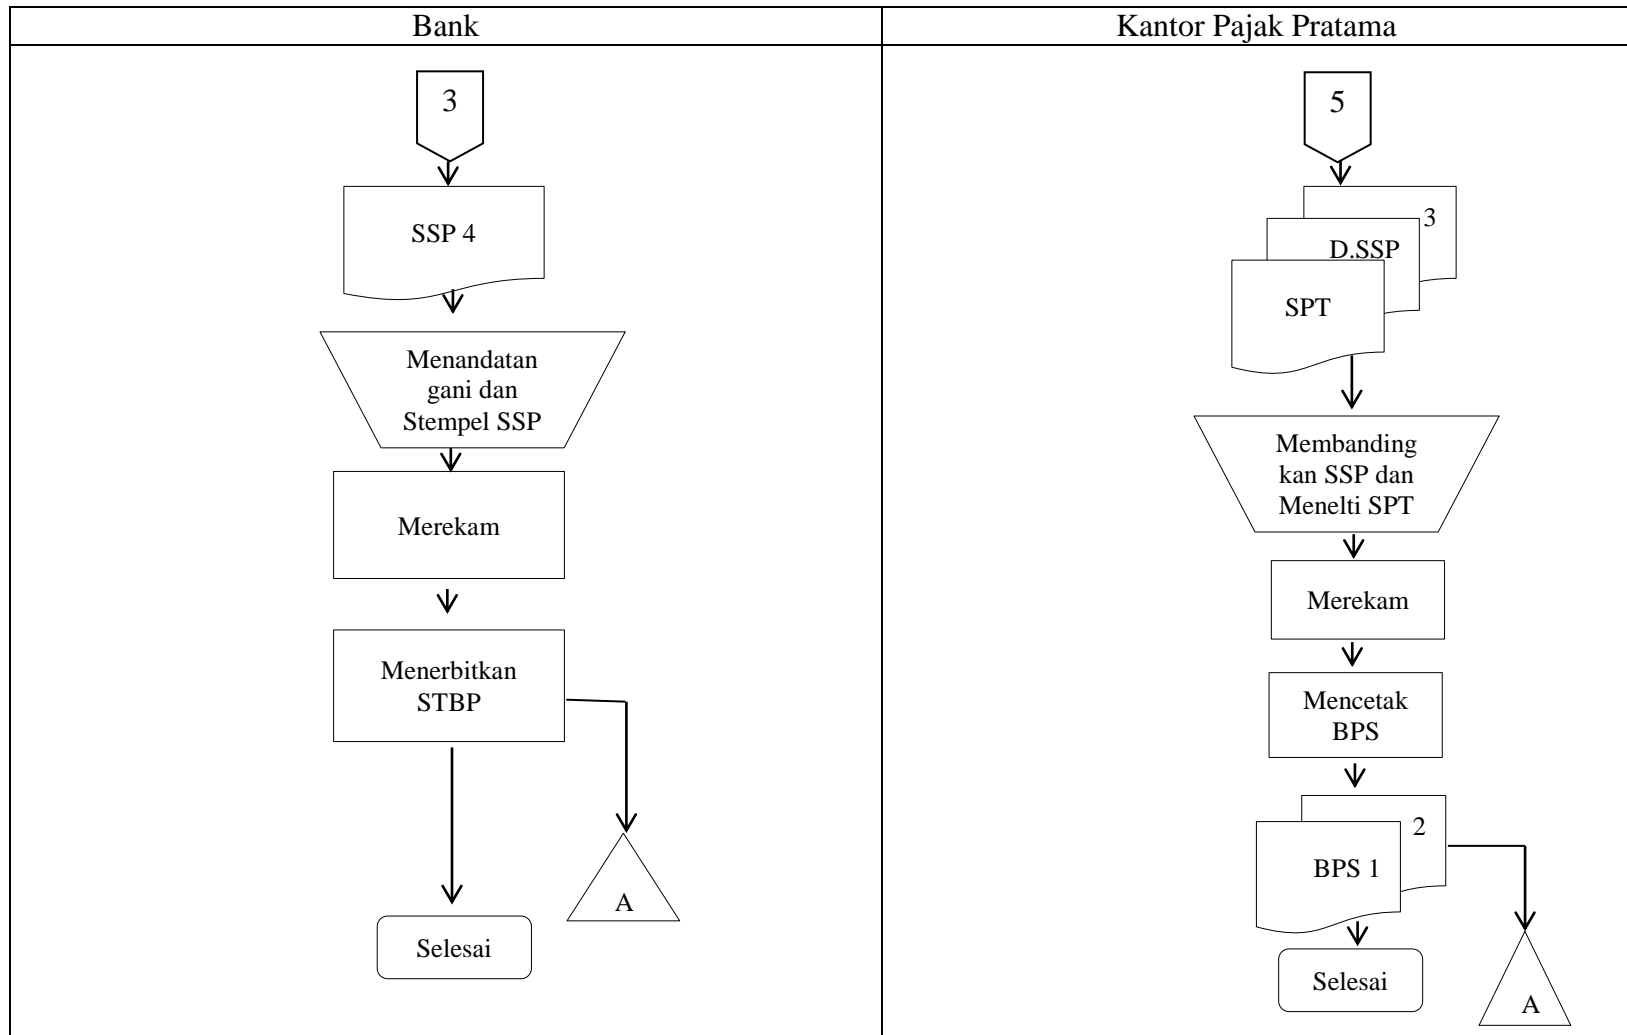 Bank
Kantor Pajak Pratama
3
SSP 4
Menandatan
gani dan
Stempel SSP
Merekam
Menerbitkan
STBP
A
Selesai
5
3
D.SSP
SPT
Membanding
kan SSP dan
Menelti SPT
Merekam
Mencetak
BPS
2
BPS 1
Selesai
A